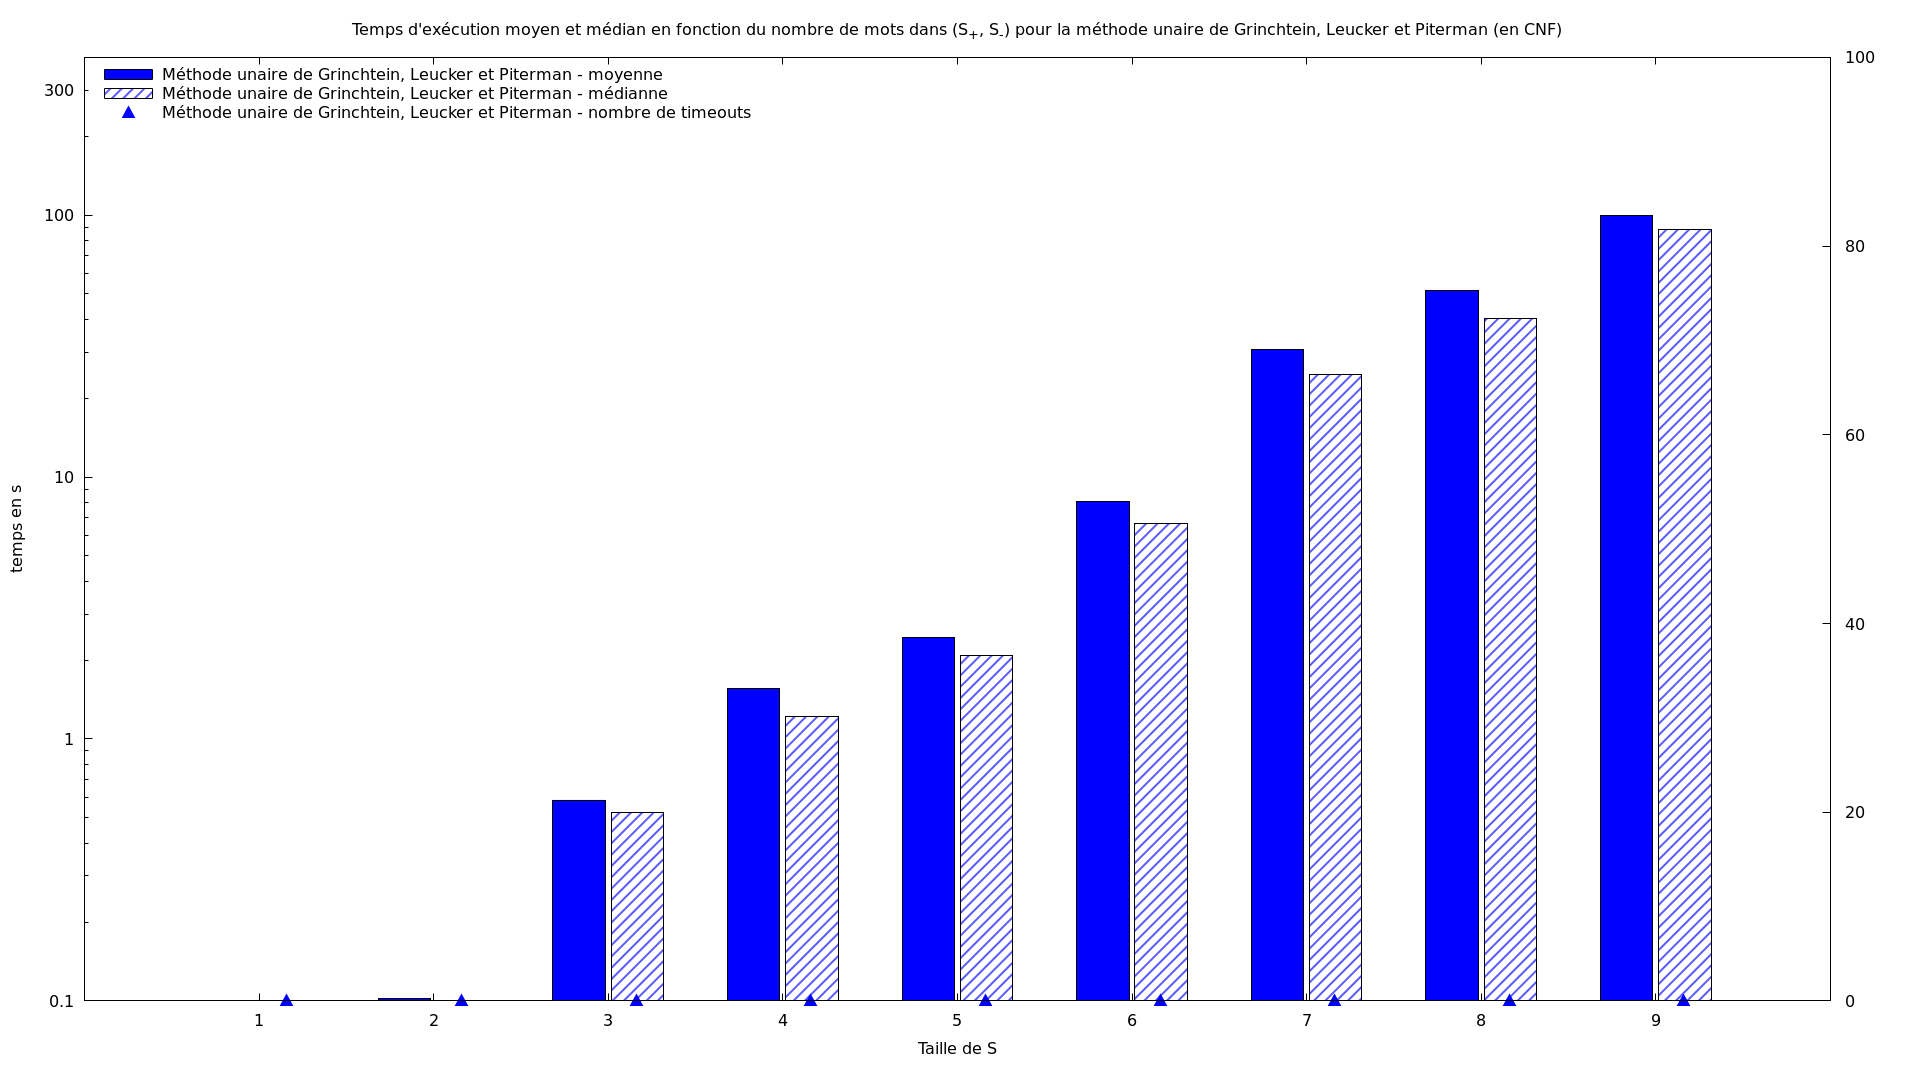 Temps d'exécution moyen et médian en fonction du nombre de mots dans (S+, S-) pour la méthode unaire de Grinchtein, Leucker et Piterman (en CNF)
Méthode unaire de Grinchtein, Leucker et Piterman - moyenne
Méthode unaire de Grinchtein, Leucker et Piterman - médianne
Méthode unaire de Grinchtein, Leucker et Piterman - nombre de timeouts
300
100
10
1
0.1
temps en s
100
80
60
40
20
0
1 2 3 4 5 6 7 8 9
Taille de S